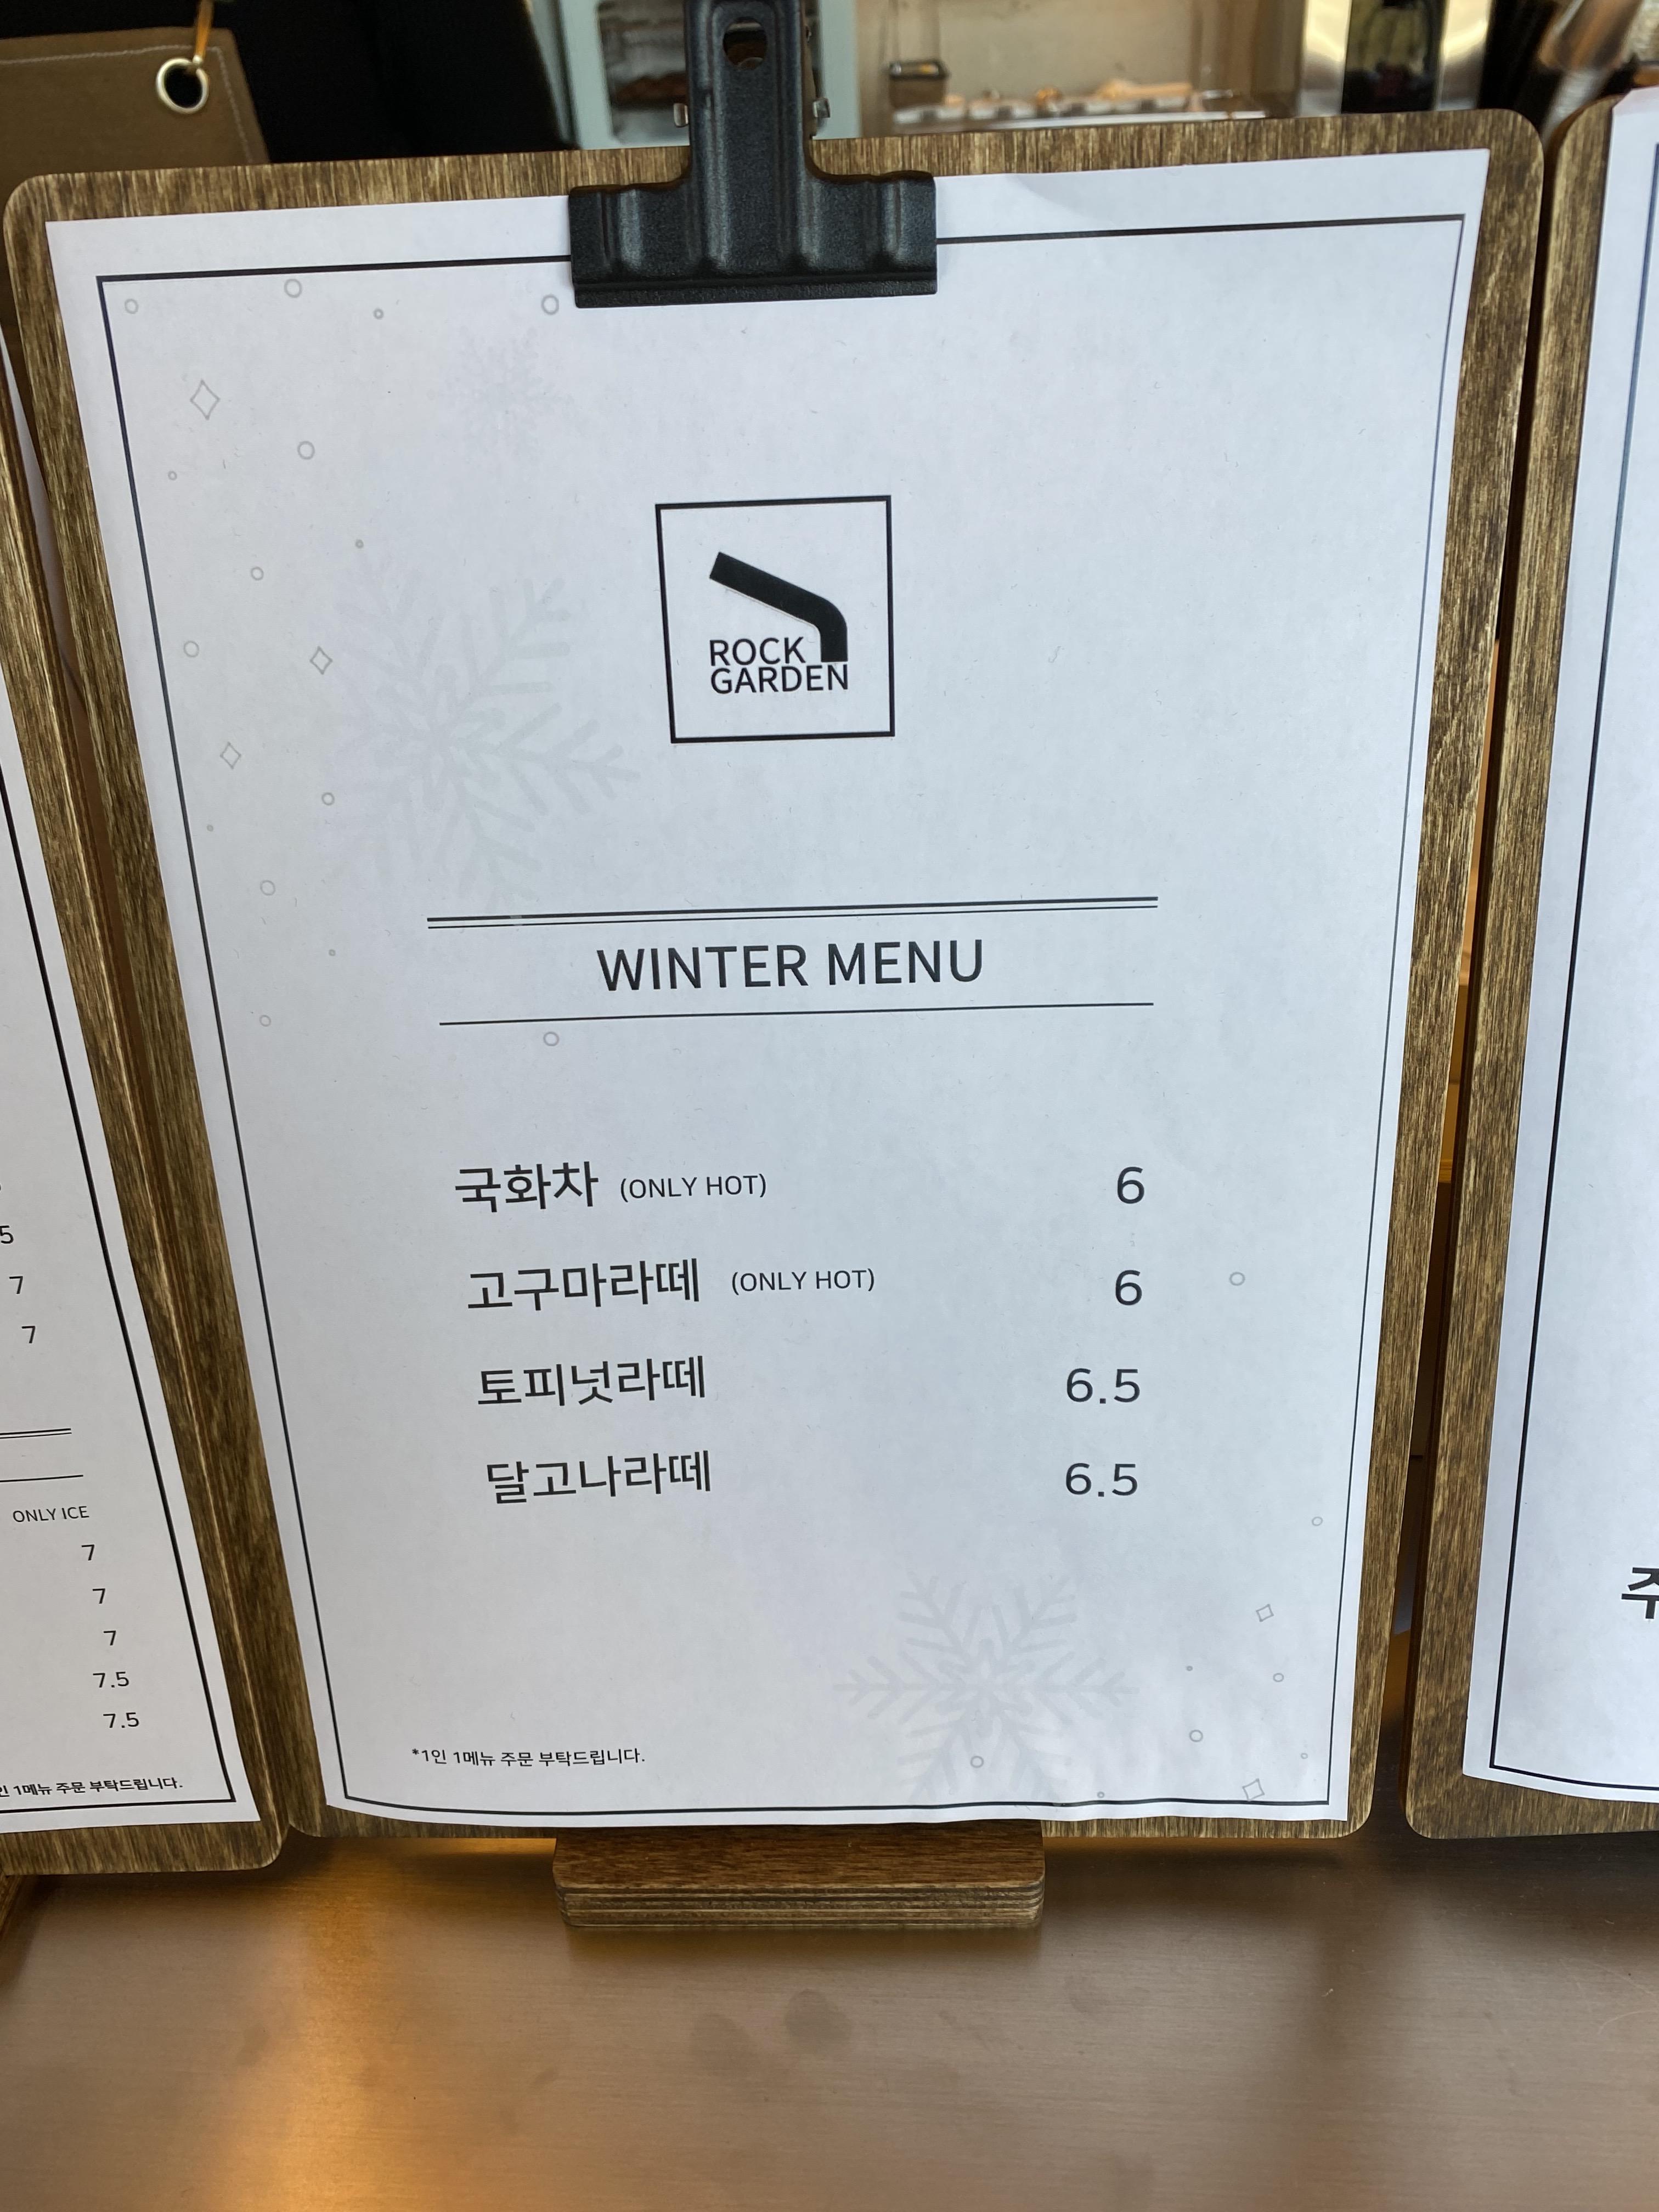 ROCK
GARDEN
WINTER MENU
국화차 (ONLY HOT) 6
고구마라떼 (ONLY HOT) 6
토피넛라떼 6.5
달고나라떼 6.5
*1인 1메뉴 주문 부탁드립니다.
5
7
7
ONLY ICE
7
7
7
7.5
7.5
인 1메뉴 주문 부탁드립니다.
주